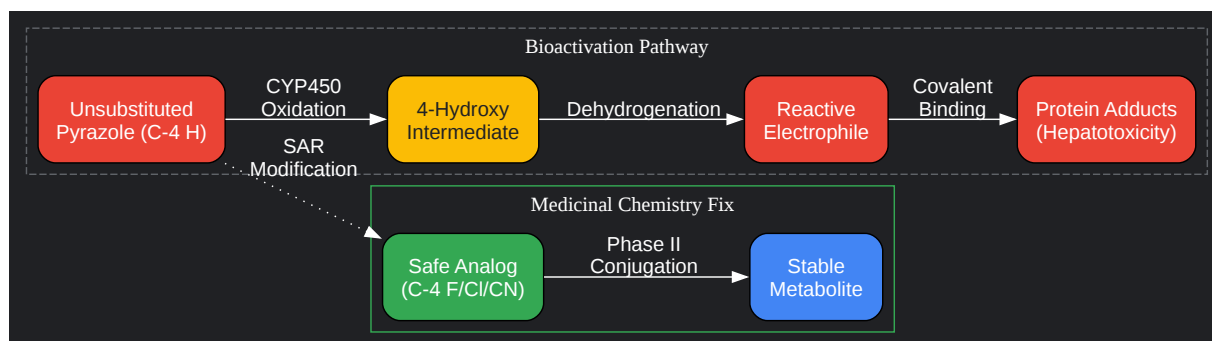 Bioactivation Pathway
Unsubstituted
Pyrazole (C-4 H)
CYP450
Oxidation
4-Hydroxy
Intermediate
Dehydrogenation
Reactive
Electrophile
Covalent
Binding
Protein Adducts
(Hepatotoxicity)
SAR
Modification
Medicinal Chemistry Fix
Safe Analog
(C-4 F/Cl/CN)
Phase II
Conjugation
Stable
Metabolite